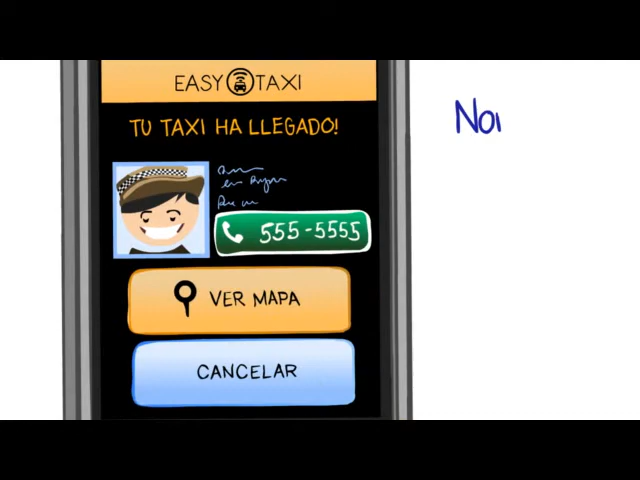 EASY TAXI
TU TAXI HA LLEGADO!
555-5555
VER MAPA
CANCELAR